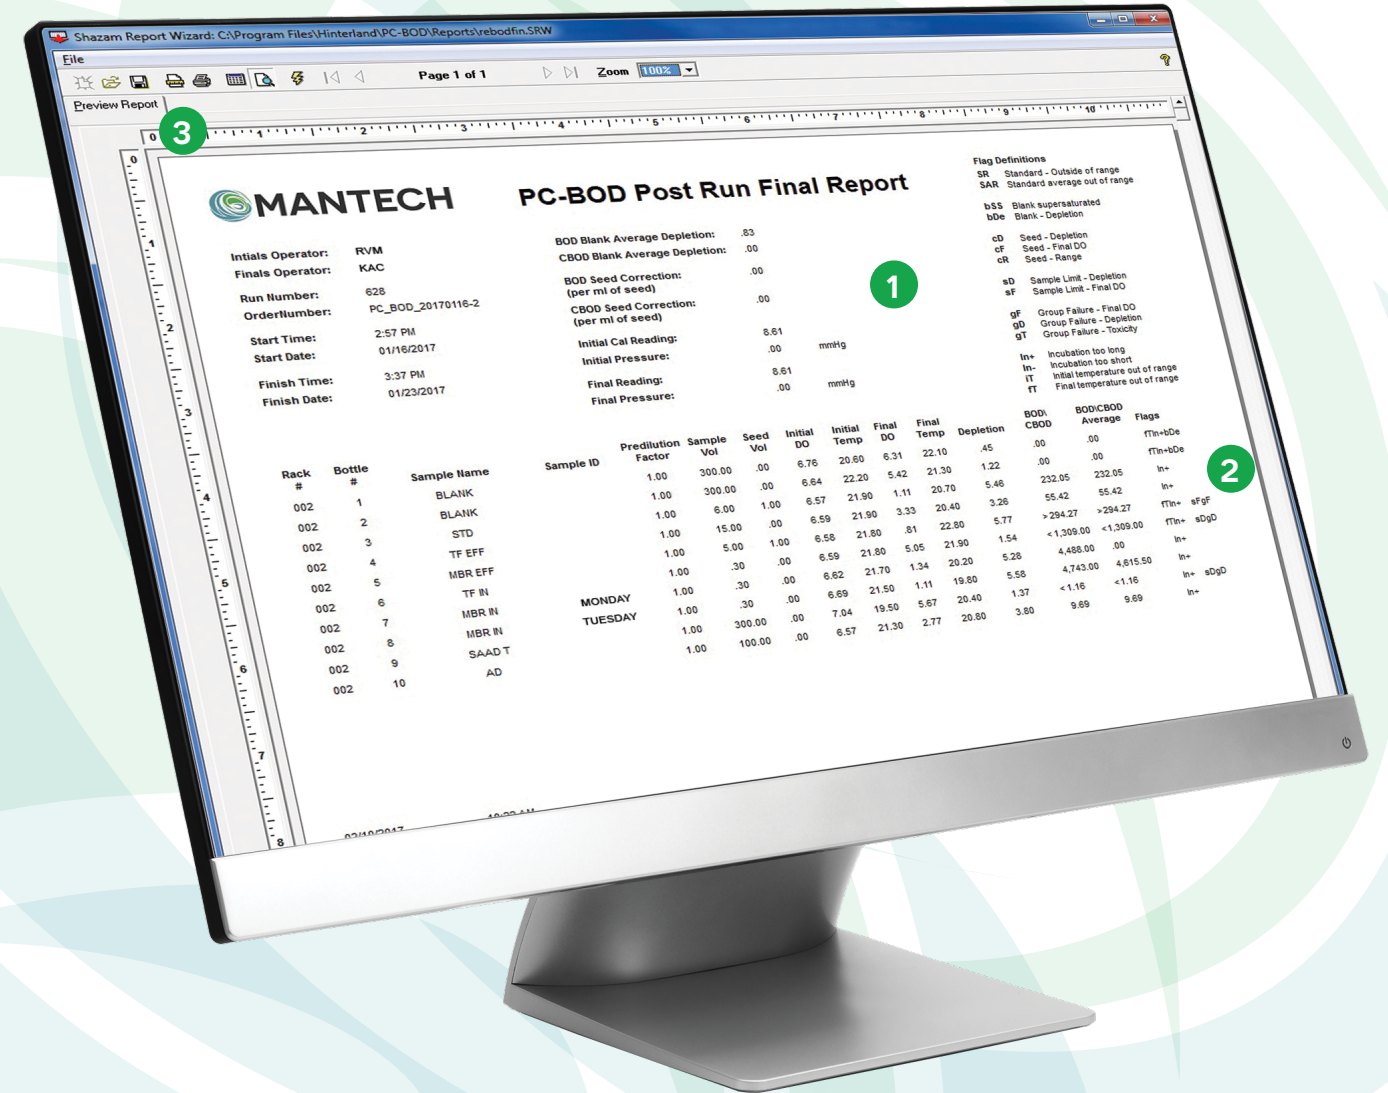 Shazam Report Wizard: C:\Program Files\Hinterland\PC-BOD\Reports\rebodfin.SRW
File
Page 1 of 1 Zoom 100%
Preview Report
3
0 1 2 3 4 5 6 7 8 9 10
0 1 2 3 4 5 6 7 8
MANTECH
PC-BOD Post Run Final Report
Intials Operator: RVM
Finals Operator: KAC
Run Number: 628
OrderNumber: PC_BOD_20170116-2
Start Time: 2:57 PM
Start Date: 01/16/2017
Finish Time: 3:37 PM
Finish Date: 01/23/2017
BOD Blank Average Depletion: .83
CBOD Blank Average Depletion: .00
BOD Seed Correction: .00
(per ml of seed)
CBOD Seed Correction: .00
(per ml of seed)
Initial Cal Reading: 8.61
Initial Pressure: .00 mmHg
Final Reading: 8.61
Final Pressure: .00 mmHg
1
Flag Definitions
SR Standard - Outside of range
SAR Standard average out of range
bSS Blank supersaturated
bDe Blank - Depletion
cD Seed - Depletion
cF Seed - Final DO
cR Seed - Range
sD Sample Limit - Depletion
sF Sample Limit - Final DO
gF Group Failure - Final DO
gD Group Failure - Depletion
gT Group Failure - Toxicity
In+ Incubation too long
In- Incubation too short
iT Initial temperature out of range
fT Final temperature out of range
Rack # Bottle # Sample Name Sample ID Predilution Factor Sample Vol Seed Vol Initial DO Initial Temp Final DO Final Temp Depletion BOD\ CBOD BOD\CBOD Average Flags
002 1 BLANK 1.00 300.00 .00 6.76 20.60 6.31 22.10 .45 .00 .00 fTIn+bDe
002 2 BLANK 1.00 300.00 .00 6.64 22.20 5.42 21.30 1.22 .00 .00 fTIn+bDe
002 3 STD 1.00 6.00 1.00 6.57 21.90 1.11 20.70 5.46 232.05 232.05 In+
002 4 TF EFF 1.00 15.00 .00 6.59 21.90 3.33 20.40 3.26 55.42 55.42 In+
002 5 MBR EFF 1.00 5.00 1.00 6.58 21.80 .81 22.80 5.77 >294.27 >294.27 fTIn+ sFgF
002 6 TF IN 1.00 .30 .00 6.59 21.80 5.05 21.90 1.54 <1,309.00 <1,309.00 fTIn+ sDgD
002 7 MBR IN MONDAY 1.00 .30 .00 6.62 21.70 1.34 20.20 5.28 4,488.00 .00 In+
002 8 MBR IN TUESDAY 1.00 .30 .00 6.69 21.50 1.11 19.80 5.58 4,743.00 4,615.50 In+
002 9 SAAD T 1.00 300.00 .00 7.04 19.50 5.67 20.40 1.37 <1.16 <1.16 In+ sDgD
002 10 AD 1.00 100.00 .00 6.57 21.30 2.77 20.80 3.80 9.69 9.69 In+
2